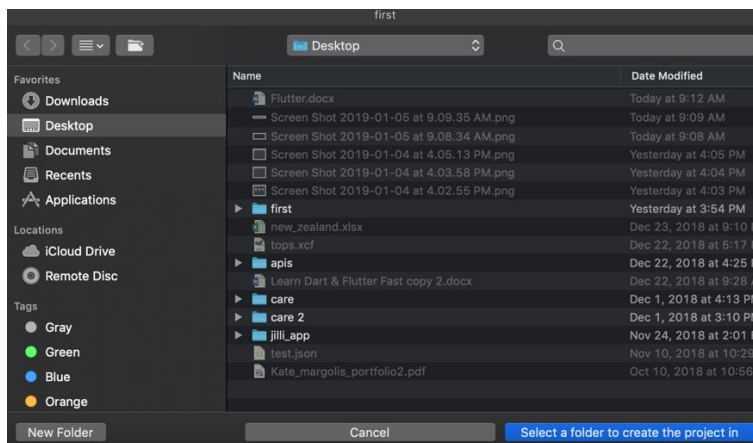 first
Desktop
Favorites
Downloads
Desktop
Documents
Recents
Applications
Locations
iCloud Drive
Remote Disc
Tags
Gray
Green
Blue
Orange
Name Date Modified
Flutter.docx Today at 9:12 AM
Screen Shot 2019-01-05 at 9.09.35 AM.png Today at 9:09 AM
Screen Shot 2019-01-05 at 9.08.34 AM.png Today at 9:08 AM
Screen Shot 2019-01-04 at 4.05.13 PM.png Yesterday at 4:05 PM
Screen Shot 2019-01-04 at 4.03.58 PM.png Yesterday at 4:04 PM
Screen Shot 2019-01-04 at 4.02.55 PM.png Yesterday at 4:03 PM
first Yesterday at 3:54 PM
new_zealand.xlsx Dec 23, 2018 at 9:10
tops.xcf Dec 22, 2018 at 5:17
apis Dec 22, 2018 at 4:25
Learn Dart & Flutter Fast copy 2.docx Dec 22, 2018 at 9:28
care Dec 1, 2018 at 4:13 PM
care 2 Dec 1, 2018 at 3:10 PM
jilli_app Nov 24, 2018 at 2:01
test.json Nov 10, 2018 at 10:29
Kate_margolis_portfolio2.pdf Oct 10, 2018 at 10:56
New Folder Cancel Select a folder to create the project in